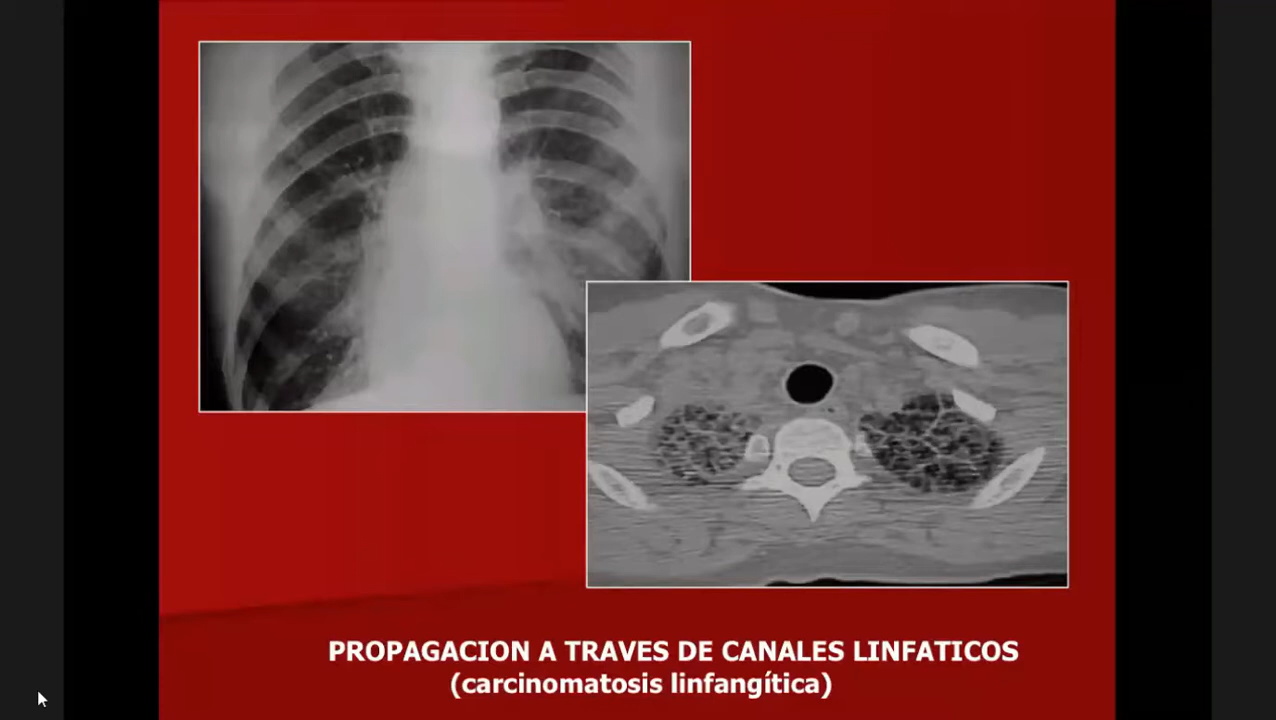 PROPAGACION A TRAVES DE CANALES LINFATICOS
(carcinomatosis linfangítica)